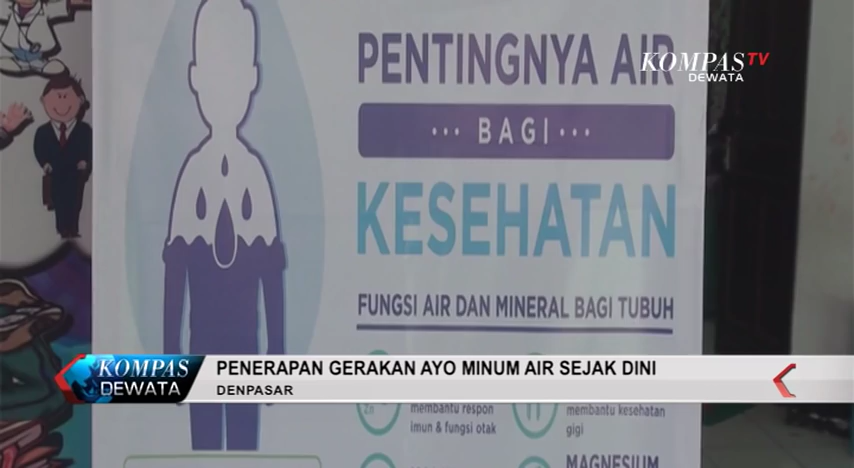 PENTINGNYA AIR
KOMPAS TV
DEWATA
BAGI
KESEHATAN
FUNGSI AIR DAN MINERAL BAGI TUBUH
KOMPAS
DEWATA
PENERAPAN GERAKAN AYO MINUM AIR SEJAK DINI
DENPASAR
Zn
membantu respon
imun & fungsi otak
membantu kesehatan
gigi
MAGNESIUM